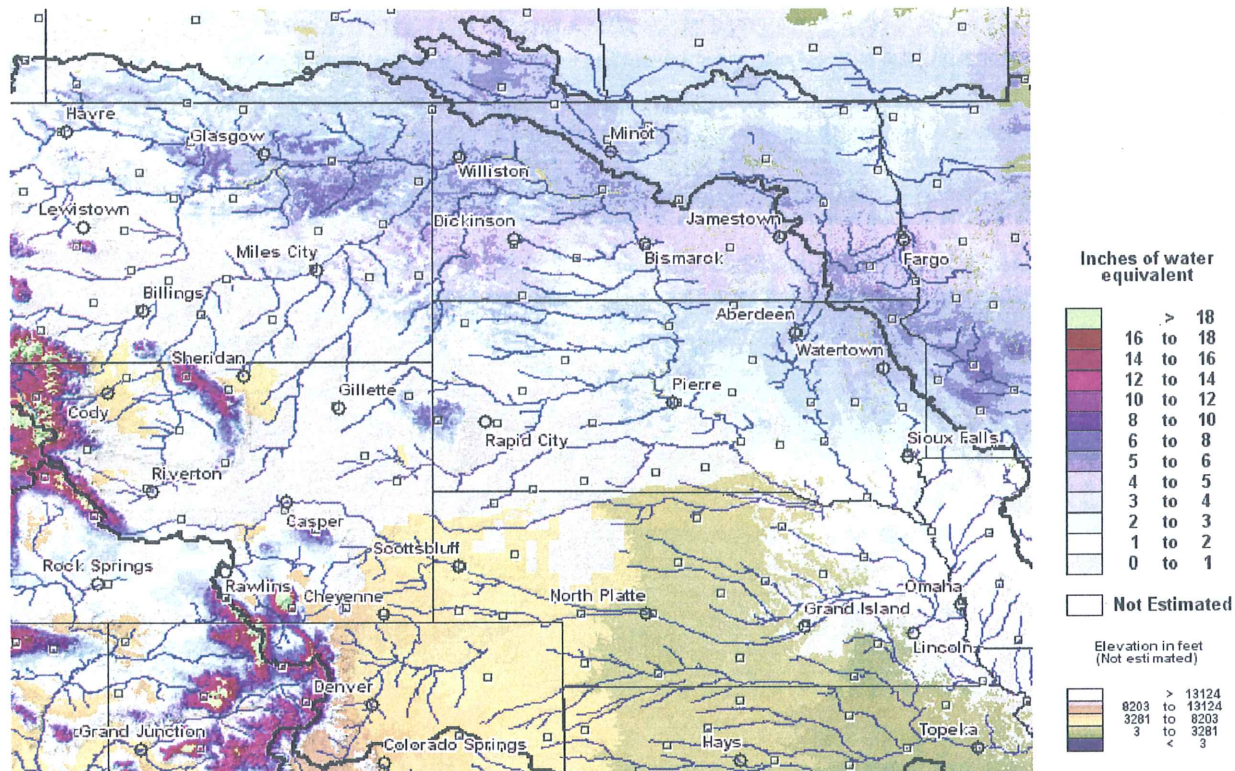 Havre
Glasgow
Williston
Minot
Lewistown
Dickinson
Jamestown
Miles City
Bismarck
Fargo
Billings
Aberdeen
Sheridan
Watertown
Cody
Gillette
Pierre
Rapid City
Sioux Falls
Riverton
Casper
Scottsbluff
Rock Springs
Rawlins
Cheyenne
North Platte
Grand Island
Omaha
Lincoln
Denver
Grand Junction
Colorado Springs
Hays
Topeka
Inches of water
equivalent
> 18
16 to 18
14 to 16
12 to 14
10 to 12
8 to 10
6 to 8
5 to 6
4 to 5
3 to 4
2 to 3
1 to 2
0 to 1
Not Estimated
Elevation in feet
(Not estimated)
> 13124
8203 to 13124
3281 to 8203
3 to 3281
< 3